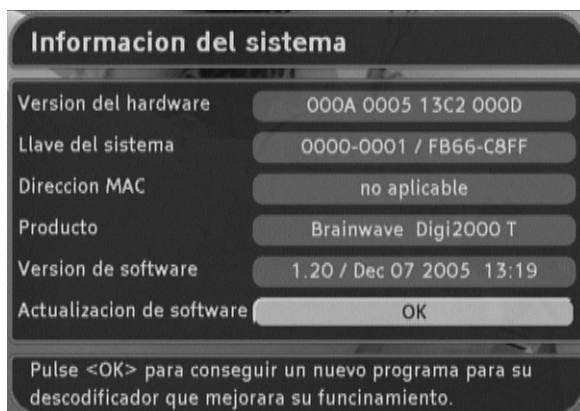 Informacion del sistema
Version del hardware 000A 0005 13C2 000D
Llave del sistema 0000-0001 / FB66-C8FF
Direccion MAC no aplicable
Producto Brainwave Digi2000 T
Version de software 1.20 / Dec 07 2005 13:19
Actualizacion de software OK
Pulse <OK> para conseguir un nuevo programa para su
descodificador que mejorara su funcinamiento.